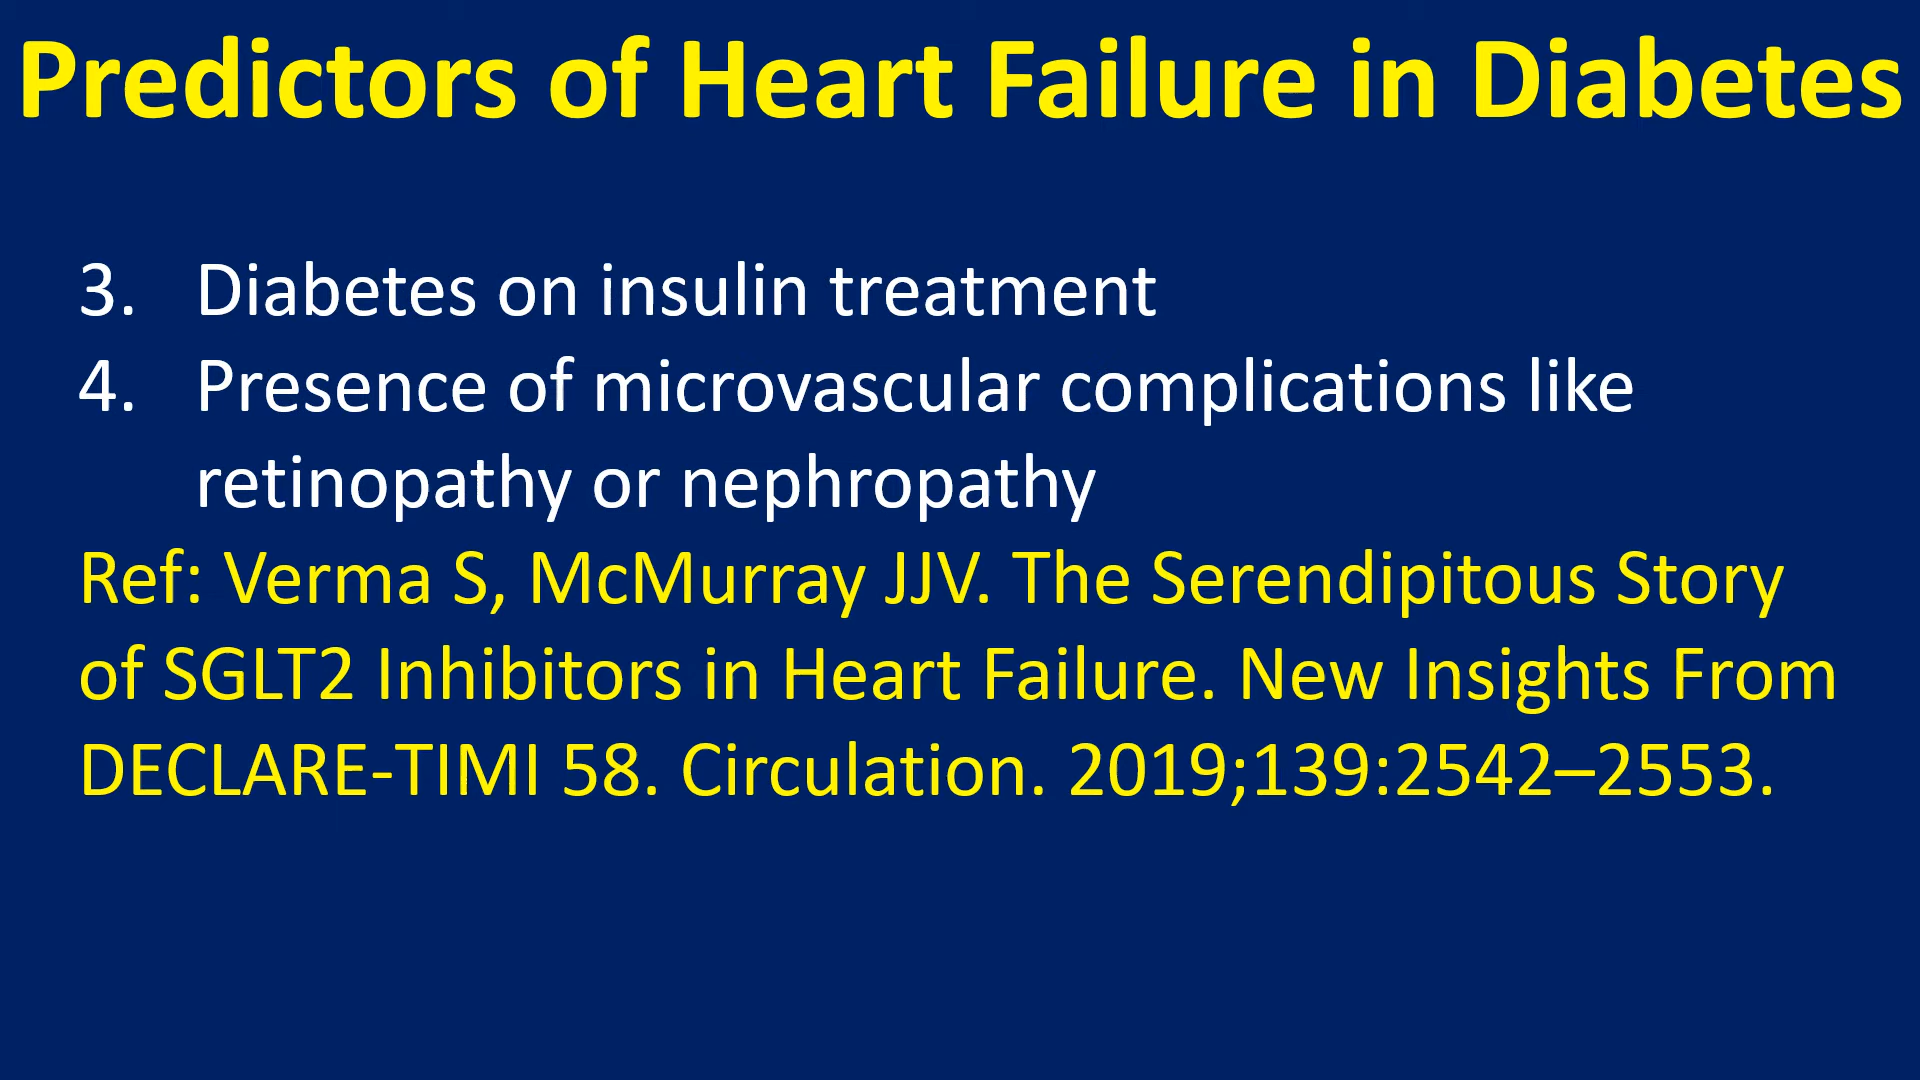 Predictors of Heart Failure in Diabetes
3. Diabetes on insulin treatment
4. Presence of microvascular complications like
retinopathy or nephropathy
Ref: Verma S, McMurray JJV. The Serendipitous Story
of SGLT2 Inhibitors in Heart Failure. New Insights From
DECLARE-TIMI 58. Circulation. 2019;139:2542–2553.